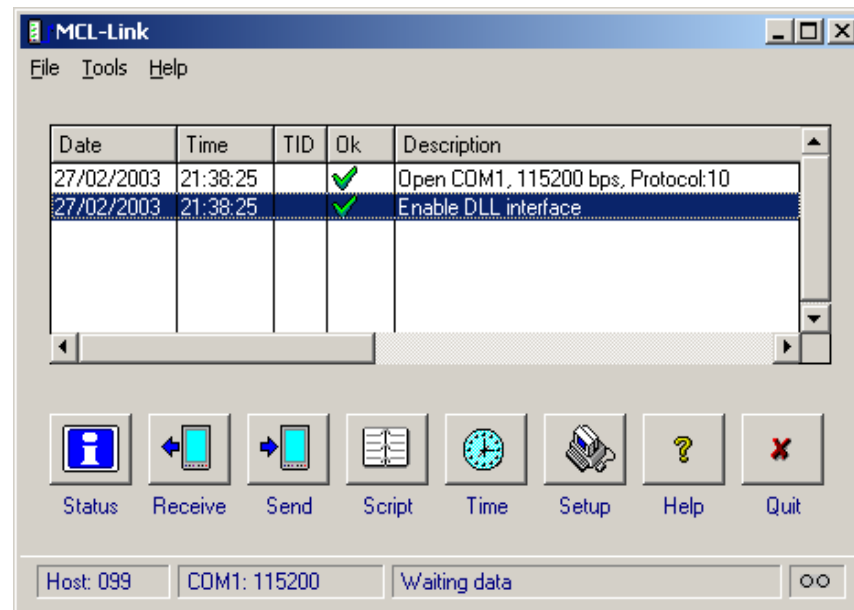 MCL-Link
File Tools Help
Date Time TID Ok Description
27/02/2003 21:38:25 Open COM1, 115200 bps, Protocol:10
27/02/2003 21:38:25 Enable DLL interface
Status Receive Send Script Time Setup Help Quit
Host: 099 COM1: 115200 Waiting data